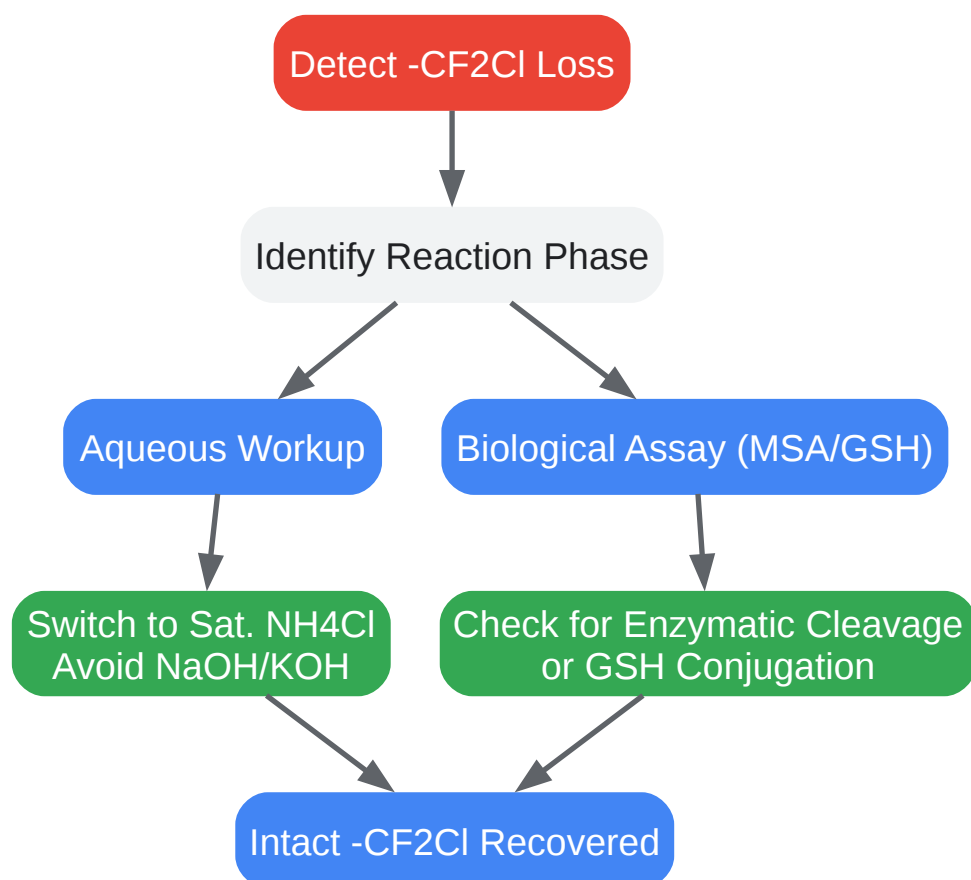 Detect -CF2Cl Loss
Identify Reaction Phase
Aqueous Workup
Biological Assay (MSA/GSH)
Switch to Sat. NH4Cl
Avoid NaOH/KOH
Check for Enzymatic Cleavage
or GSH Conjugation
Intact -CF2Cl Recovered